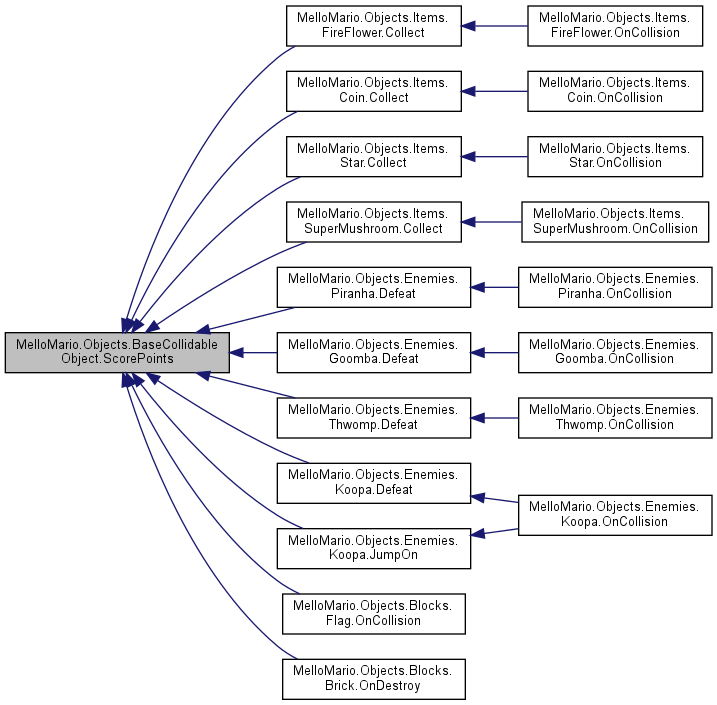 MelloMario.Objects.Items.
FireFlower.Collect
MelloMario.Objects.Items.
FireFlower.OnCollision
MelloMario.Objects.Items.
Coin.Collect
MelloMario.Objects.Items.
Coin.OnCollision
MelloMario.Objects.Items.
Star.Collect
MelloMario.Objects.Items.
Star.OnCollision
MelloMario.Objects.Items.
SuperMushroom.Collect
MelloMario.Objects.Items.
SuperMushroom.OnCollision
MelloMario.Objects.Enemies.
Piranha.Defeat
MelloMario.Objects.Enemies.
Piranha.OnCollision
MelloMario.Objects.BaseCollidable
Object.ScorePoints
MelloMario.Objects.Enemies.
Goomba.Defeat
MelloMario.Objects.Enemies.
Goomba.OnCollision
MelloMario.Objects.Enemies.
Thwomp.Defeat
MelloMario.Objects.Enemies.
Thwomp.OnCollision
MelloMario.Objects.Enemies.
Koopa.Defeat
MelloMario.Objects.Enemies.
Koopa.OnCollision
MelloMario.Objects.Enemies.
Koopa.JumpOn
MelloMario.Objects.Blocks.
Flag.OnCollision
MelloMario.Objects.Blocks.
Brick.OnDestroy